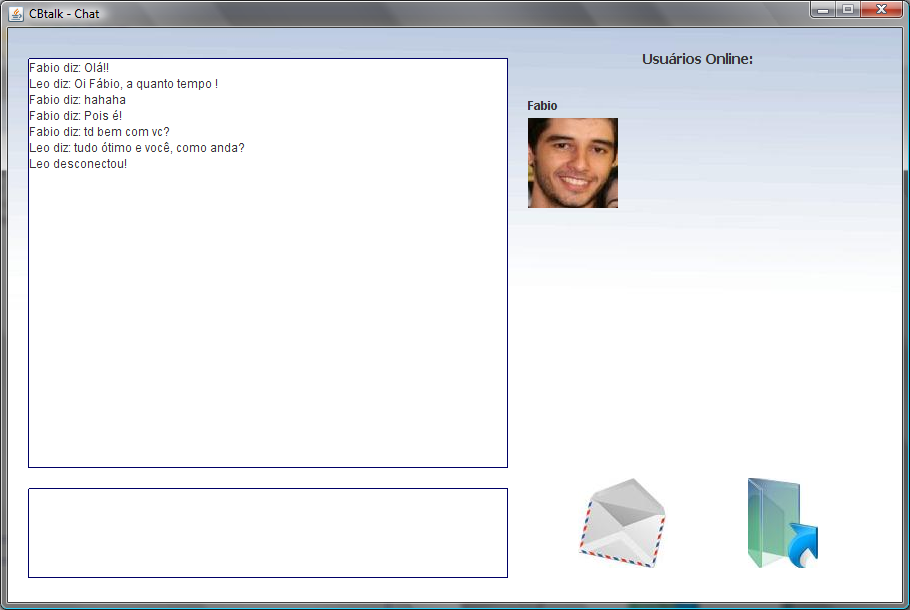 CBtalk - Chat
Usuários Online:
Fabio diz: Olá!!
Leo diz: Oi Fábio, a quanto tempo !
Fabio diz: hahaha
Fabio diz: Pois é!
Fabio diz: td bem com vc?
Leo diz: tudo ótimo e você, como anda?
Leo desconectou!
Fabio